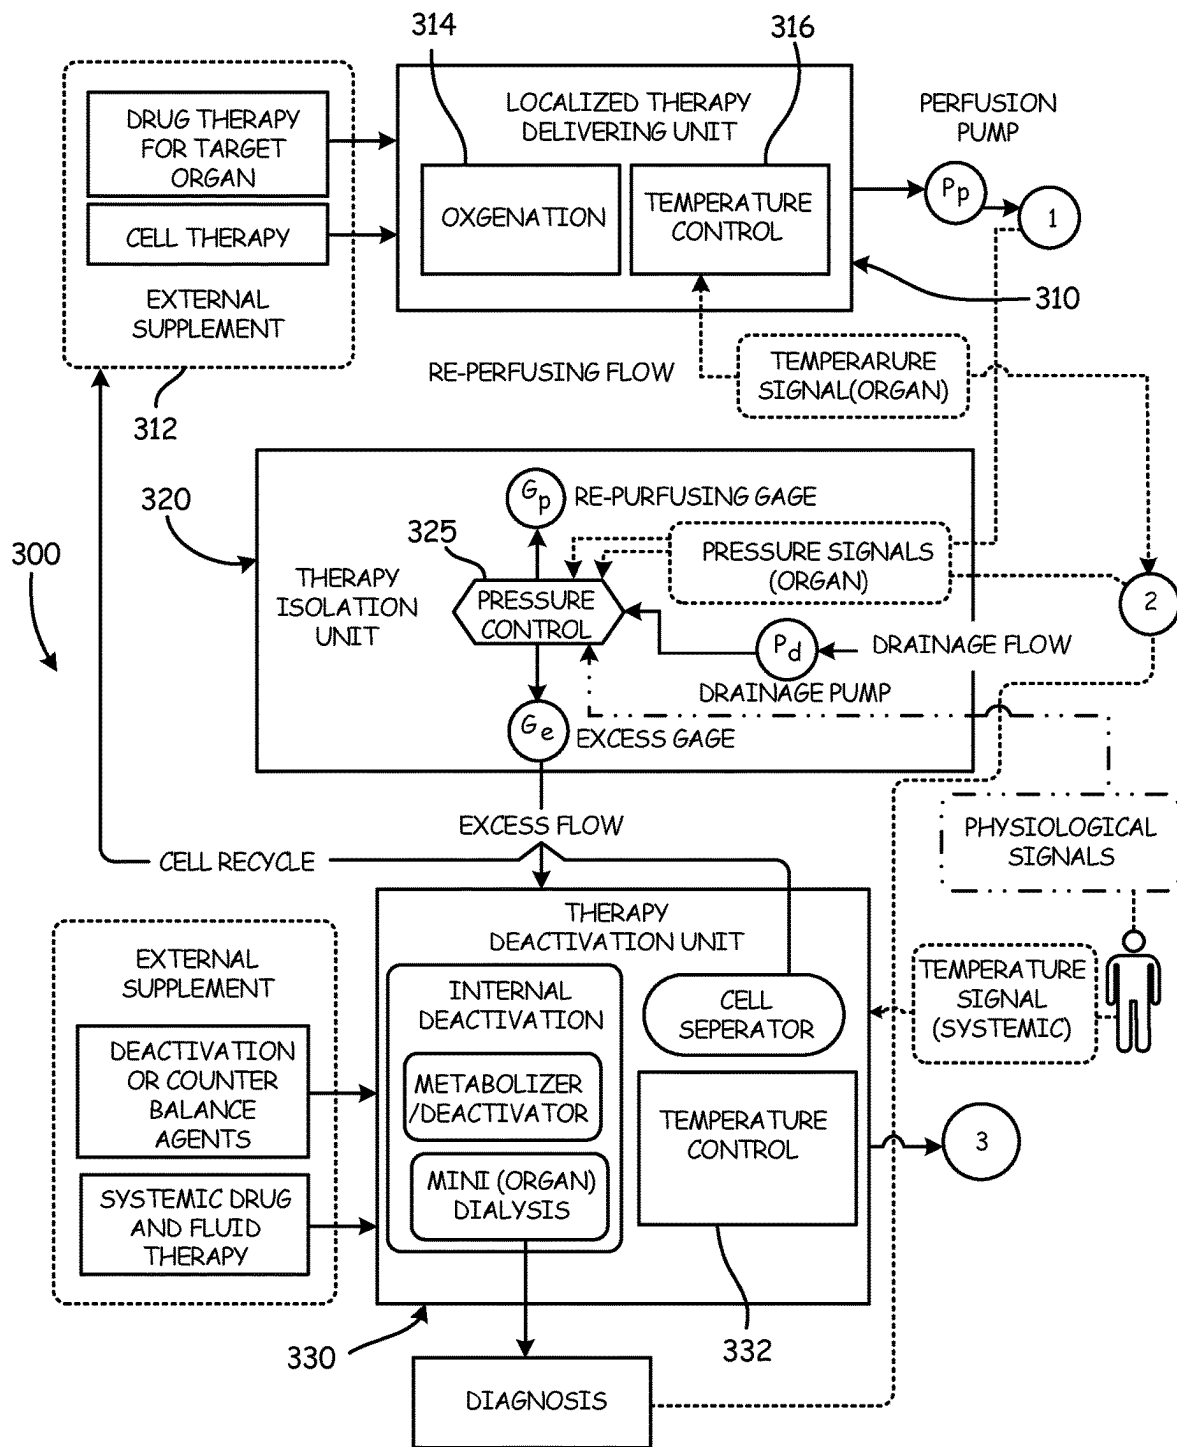 314
316
LOCALIZED THERAPY
DELIVERING UNIT
PERFUSION
PUMP
DRUG THERAPY
FOR TARGET
ORGAN
CELL THERAPY
EXTERNAL
SUPPLEMENT
312
OXGENATION
TEMPERATURE
CONTROL
Pp
1
310
RE-PERFUSING FLOW
TEMPERARURE
SIGNAL(ORGAN)
320
300
Gp
RE-PURFUSING GAGE
325
THERAPY
ISOLATION
UNIT
PRESSURE
CONTROL
PRESSURE SIGNALS
(ORGAN)
2
Pd
DRAINAGE FLOW
DRAINAGE PUMP
Ge
EXCESS GAGE
EXCESS FLOW
CELL RECYCLE
PHYSIOLOGICAL
SIGNALS
THERAPY
DEACTIVATION UNIT
EXTERNAL
SUPPLEMENT
DEACTIVATION
OR COUNTER
BALANCE
AGENTS
SYSTEMIC DRUG
AND FLUID
THERAPY
INTERNAL
DEACTIVATION
METABOLIZER
/DEACTIVATOR
MINI (ORGAN)
DIALYSIS
CELL
SEPERATOR
TEMPERATURE
CONTROL
TEMPERATURE
SIGNAL
(SYSTEMIC)
3
330
332
DIAGNOSIS